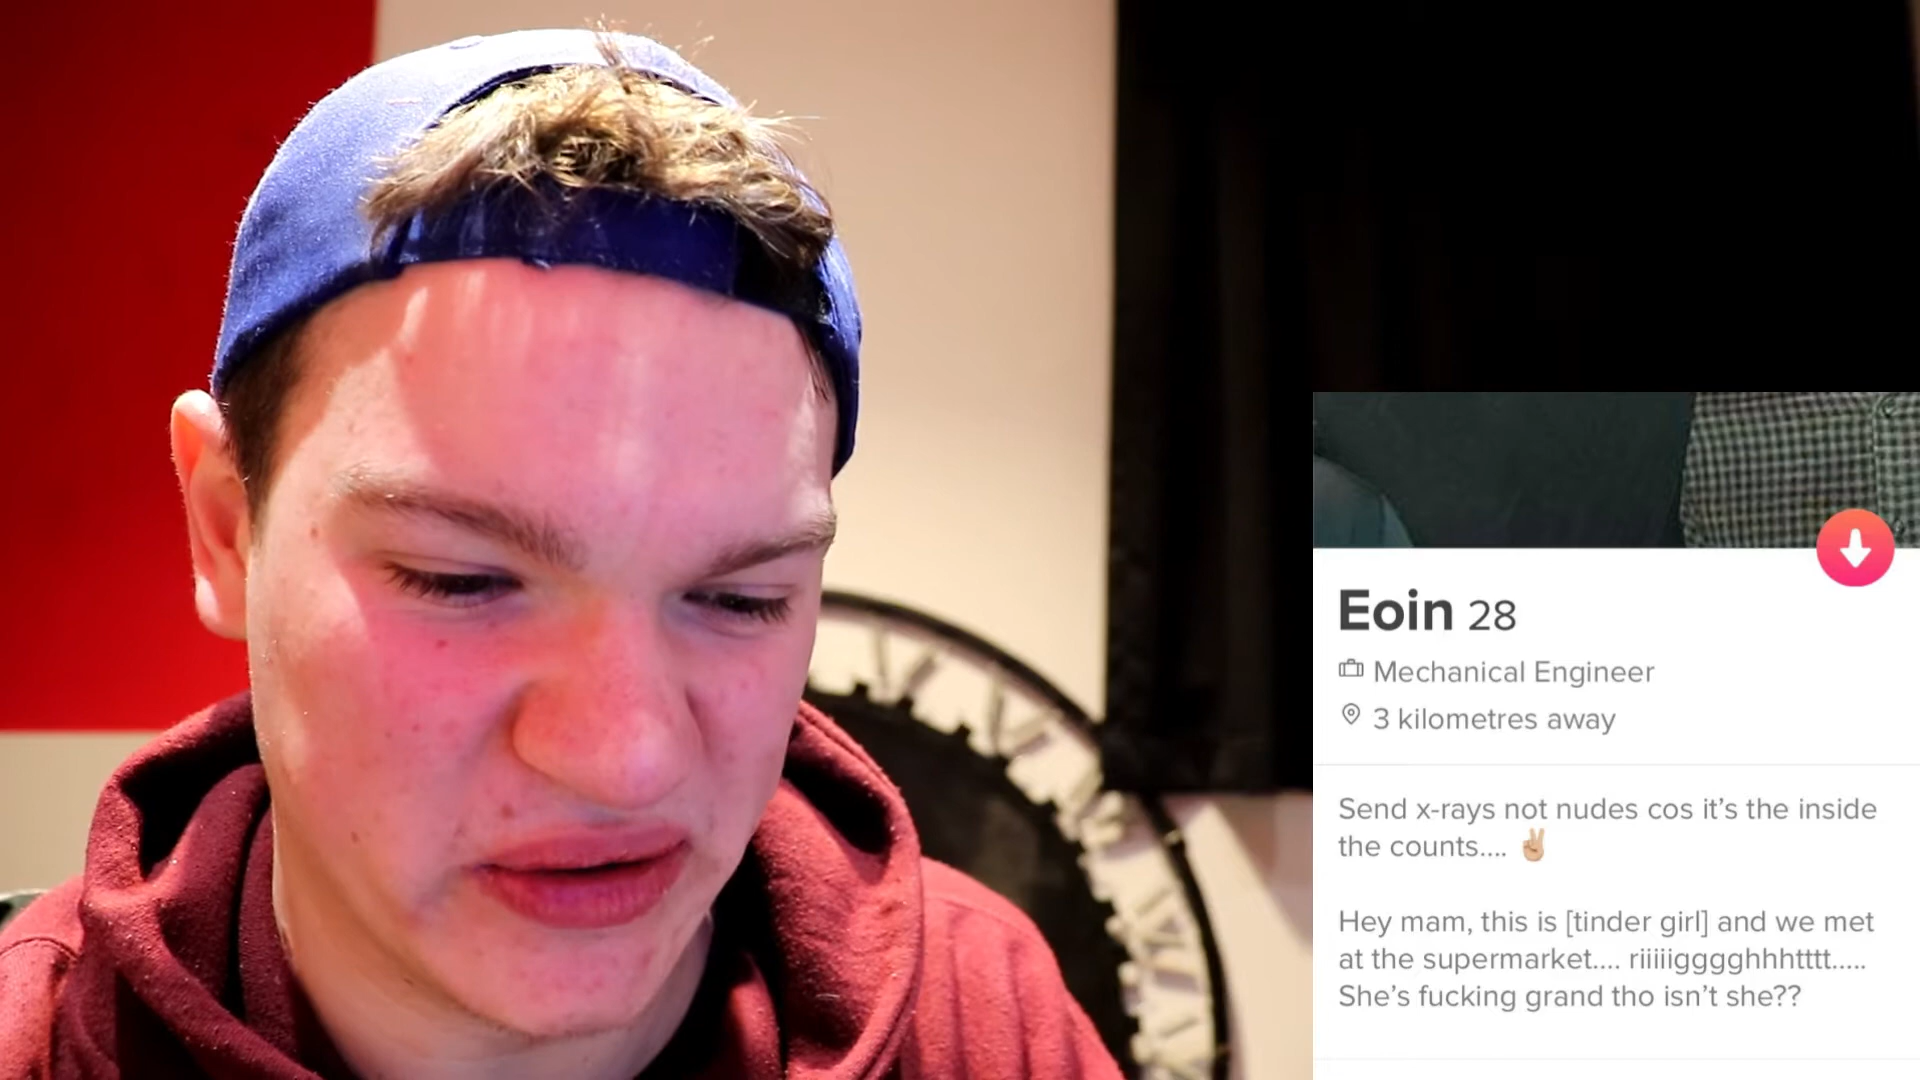 Eoin 28
Mechanical Engineer
3 kilometres away
Send x-rays not nudes cos it’s the inside
the counts.... ✌🏼
Hey mam, this is [tinder girl] and we met
at the supermarket.... riiiiiigggghhhtttt.....
She’s fucking grand tho isn’t she??